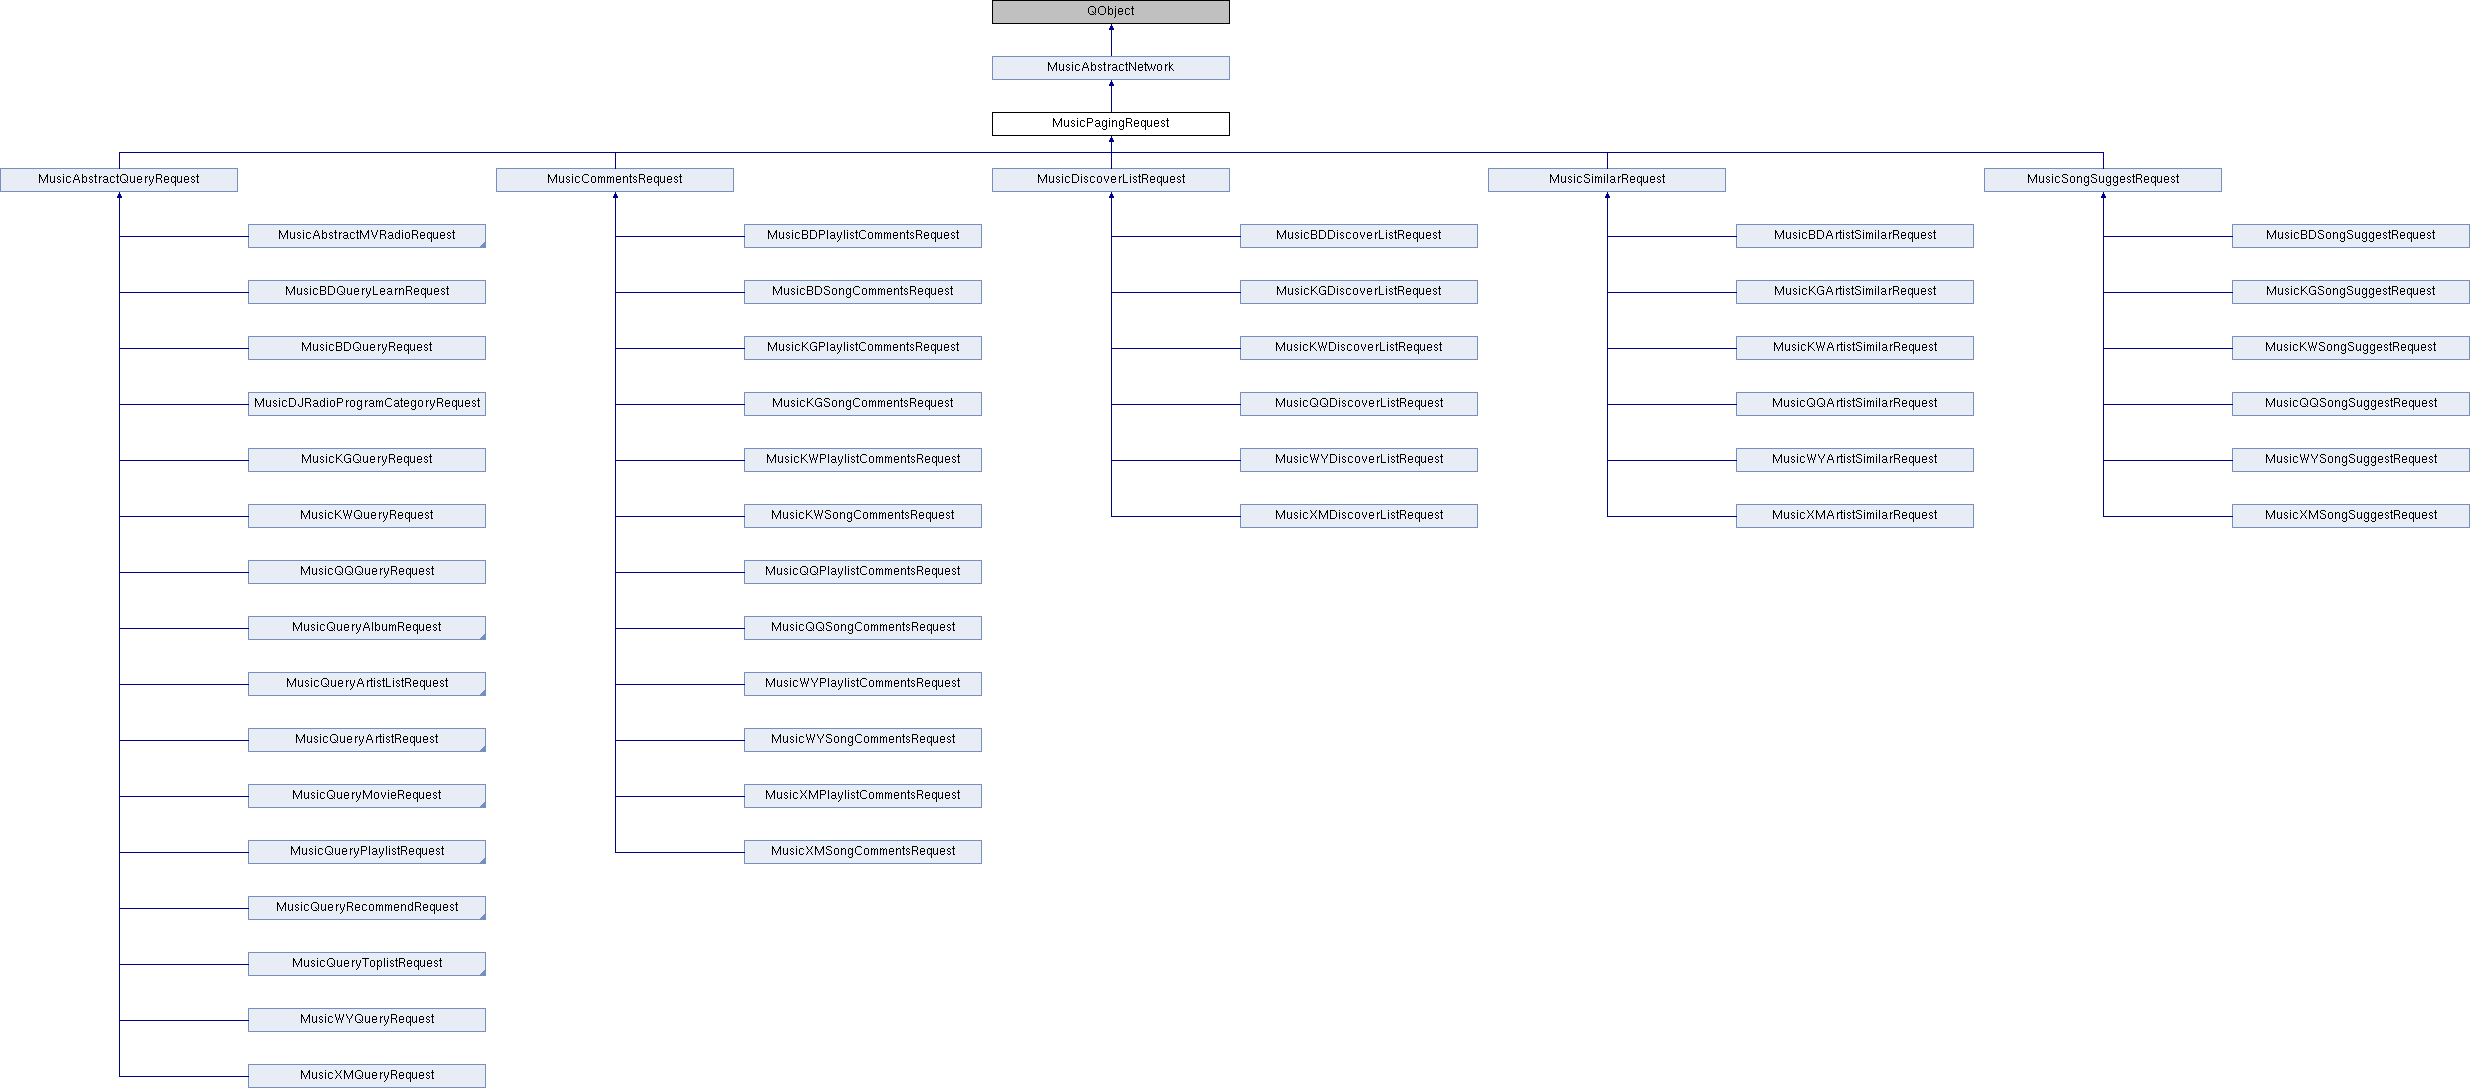 QObject
MusicAbstractNetwork
MusicPagingRequest
MusicAbstractQueryRequest
MusicCommentsRequest
MusicDiscoverListRequest
MusicSimilarRequest
MusicSongSuggestRequest
MusicAbstractMVRadioRequest
MusicBDPlaylistCommentsRequest
MusicBDDiscoverListRequest
MusicBDArtistSimilarRequest
MusicBDSongSuggestRequest
MusicBDQueryLearnRequest
MusicBDSongCommentsRequest
MusicKGDiscoverListRequest
MusicKGArtistSimilarRequest
MusicKGSongSuggestRequest
MusicBDQueryRequest
MusicKGPlaylistCommentsRequest
MusicKWDiscoverListRequest
MusicKWArtistSimilarRequest
MusicKWSongSuggestRequest
MusicDJRadioProgramCategoryRequest
MusicKGSongCommentsRequest
MusicQQDiscoverListRequest
MusicQQArtistSimilarRequest
MusicQQSongSuggestRequest
MusicKGQueryRequest
MusicKWPlaylistCommentsRequest
MusicWYDiscoverListRequest
MusicWYArtistSimilarRequest
MusicWYSongSuggestRequest
MusicKWQueryRequest
MusicKWSongCommentsRequest
MusicXMDiscoverListRequest
MusicXMArtistSimilarRequest
MusicXMSongSuggestRequest
MusicQQQueryRequest
MusicQQPlaylistCommentsRequest
MusicQueryAlbumRequest
MusicQQSongCommentsRequest
MusicQueryArtistListRequest
MusicWYPlaylistCommentsRequest
MusicQueryArtistRequest
MusicWYSongCommentsRequest
MusicQueryMovieRequest
MusicXMPlaylistCommentsRequest
MusicQueryPlaylistRequest
MusicXMSongCommentsRequest
MusicQueryRecommendRequest
MusicQueryToplistRequest
MusicWYQueryRequest
MusicXMQueryRequest